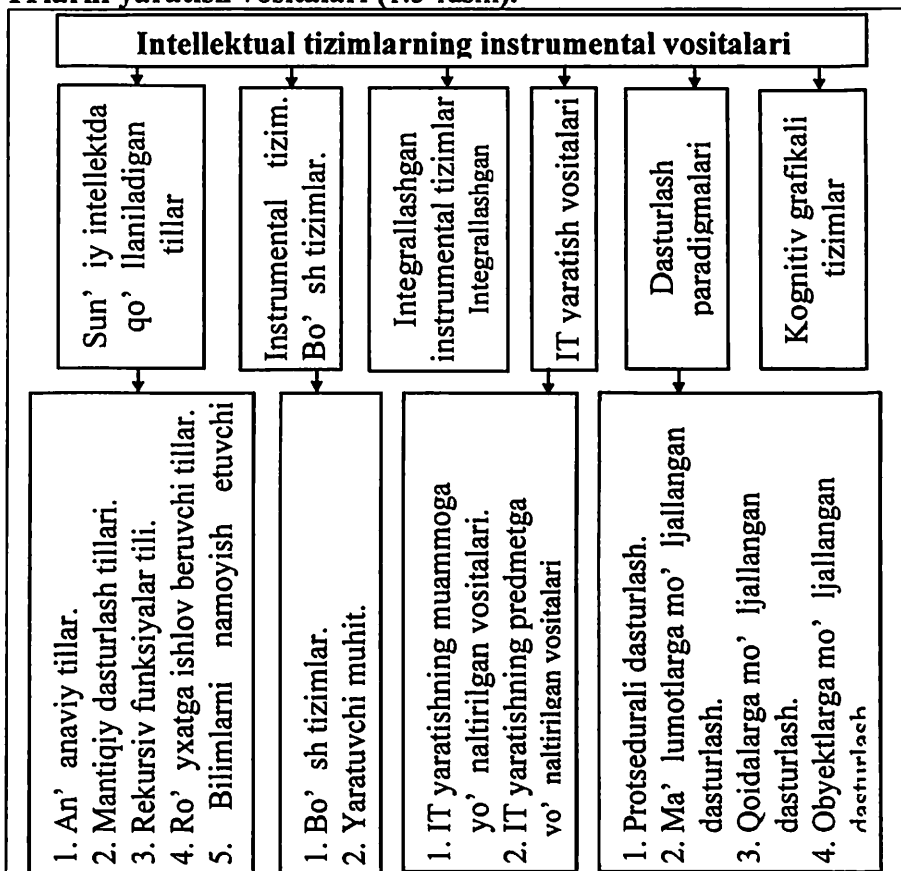 Intellektual tizimlarning instrumental vositalari
Sun' iy intellektda
qo' llaniladigan
tillar
Instrumental tizim.
Bo' sh tizimlar.
Integrallashgan
instrumental tizimlar
Integrallashgan
IT yaratish vositalari
Dasturlash
paradigmalari
Kognitiv grafikali
tizimlar
1. An' anaviy tillar.
2. Mantiqiy dasturlash tillari.
3. Rekursiv funksiyalar tili.
4. Ro' yxatga ishlov beruvchi tillar.
5. Bilimlarni namoyish etuvchi
1. Bo' sh tizimlar.
2. Yaratuvchi muhit.
1. IT yaratishning muammoga
yo' naltirilgan vositalari.
2. IT yaratishning predmetga
yo' naltirilgan vositalari
1. Protsedurali dasturlash.
2. Ma' lumotlarga mo' ljallangan
dasturlash.
3. Qoidalarga mo' ljallangan
dasturlash.
4. Obyektlarga mo' ljallangan
dasturlash